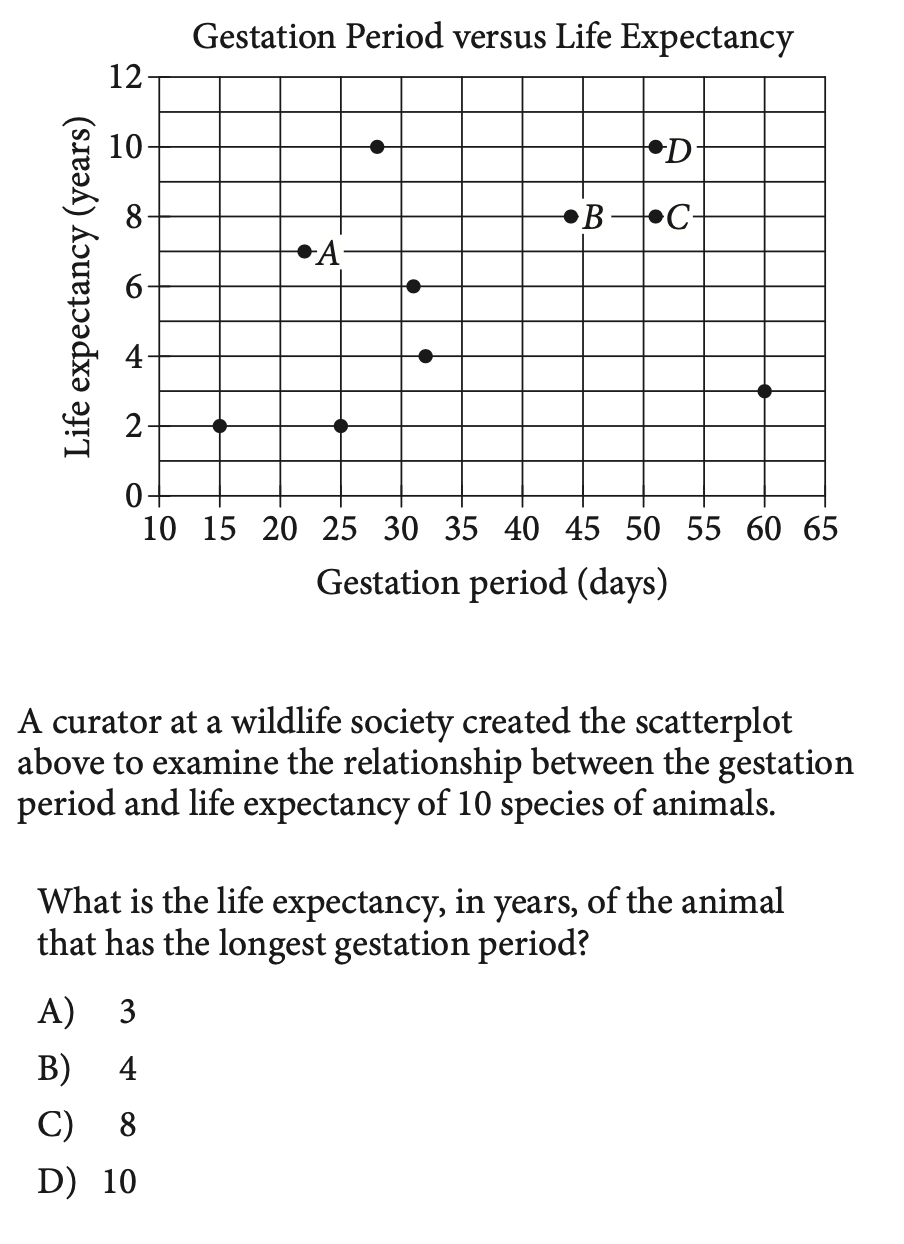 Gestation Period versus Life Expectancy
Life expectancy (years)
12
10
8
6
4
2
0
D
B
C
A
10 15 20 25 30 35 40 45 50 55 60 65
Gestation period (days)
A curator at a wildlife society created the scatterplot
above to examine the relationship between the gestation
period and life expectancy of 10 species of animals.
What is the life expectancy, in years, of the animal
that has the longest gestation period?
A) 3
B) 4
C) 8
D) 10